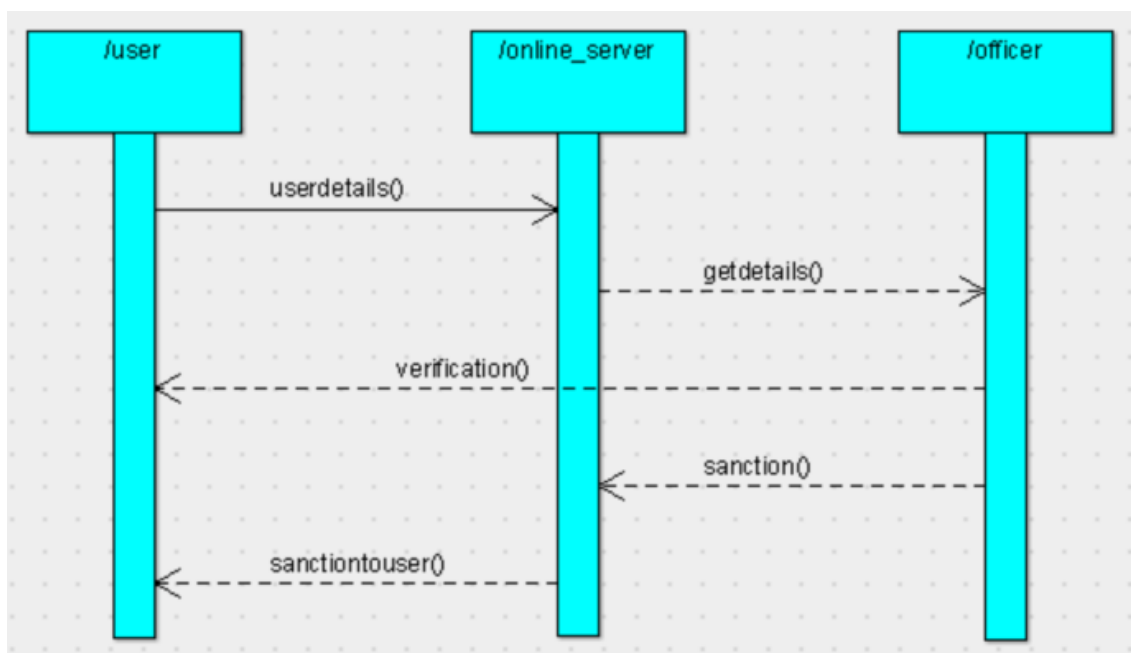 /user
/online_server
/officer
userdetails()
getdetails()
verification()
sanction()
sanctiontouser()